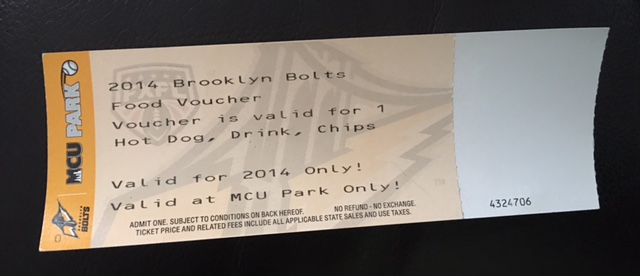 MCU PARK
BROOKLYN
BOLTS
2014 Brooklyn Bolts
Food Voucher
Voucher is valid for 1
Hot Dog, Drink, Chips
Valid for 2014 Only!
Valid at MCU Park Only!
ADMIT ONE. SUBJECT TO CONDITIONS ON BACK HEREOF. NO REFUND - NO EXCHANGE.
TICKET PRICE AND RELATED FEES INCLUDE ALL APPLICABLE STATE SALES AND USE TAXES.
4324706